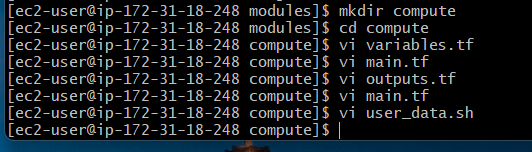 [ec2-user@ip-172-31-18-248 modules]$ mkdir compute
[ec2-user@ip-172-31-18-248 modules]$ cd compute
[ec2-user@ip-172-31-18-248 compute]$ vi variables.tf
[ec2-user@ip-172-31-18-248 compute]$ vi main.tf
[ec2-user@ip-172-31-18-248 compute]$ vi outputs.tf
[ec2-user@ip-172-31-18-248 compute]$ vi main.tf
[ec2-user@ip-172-31-18-248 compute]$ vi user_data.sh
[ec2-user@ip-172-31-18-248 compute]$